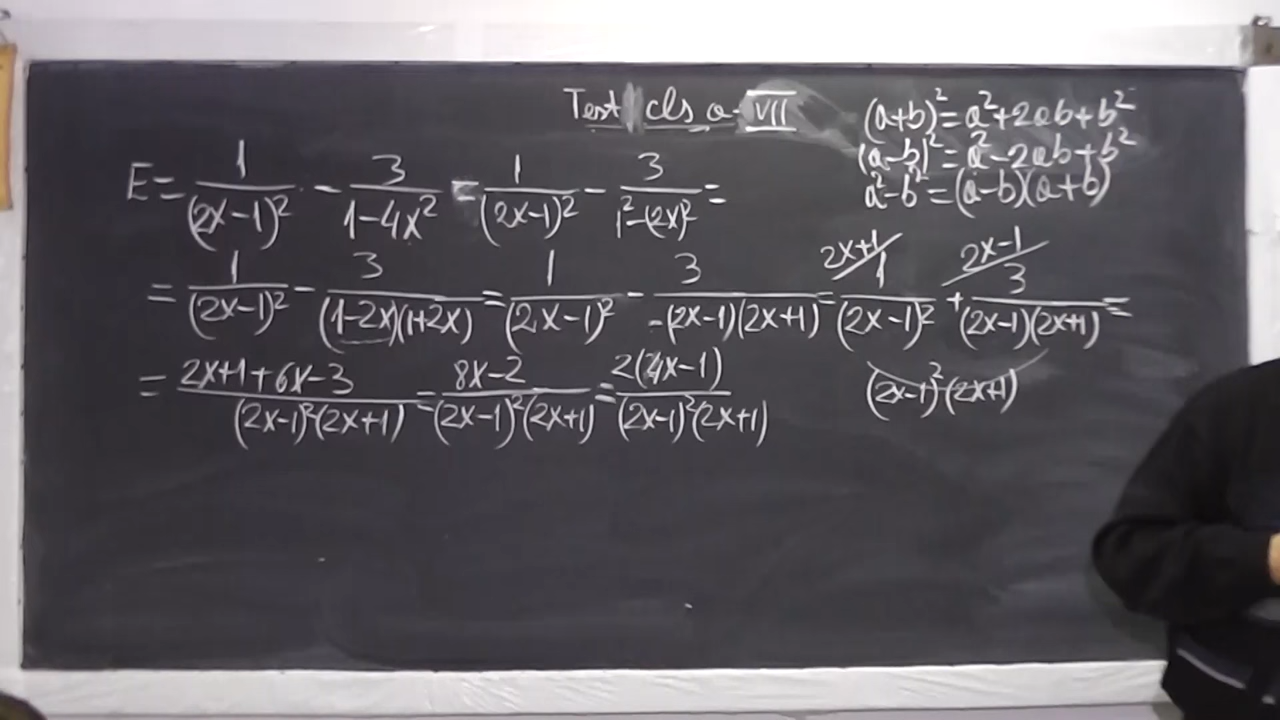 Test cls a VII
(a+b)²=a²+2ab+b²
(a-b)²=a²-2ab+b²
a²-b²=(a-b)(a+b)
E= 1/(2x-1)² - 3/(1-4x²) = 1/(2x-1)² - 3/(1²-(2x)²) =
= 1/(2x-1)² - 3/((1-2x)(1+2x)) = 1/(2x-1)² - 3/(-(2x-1)(2x+1)) = 2x+1/ 1/(2x-1)² + 2x-1/ 3/((2x-1)(2x+1)) =
= (2x+1+6x-3)/((2x-1)²(2x+1)) = (8x-2)/((2x-1)²(2x+1)) = 2(4x-1)/((2x-1)²(2x+1))
(2x-1)²(2x+1)